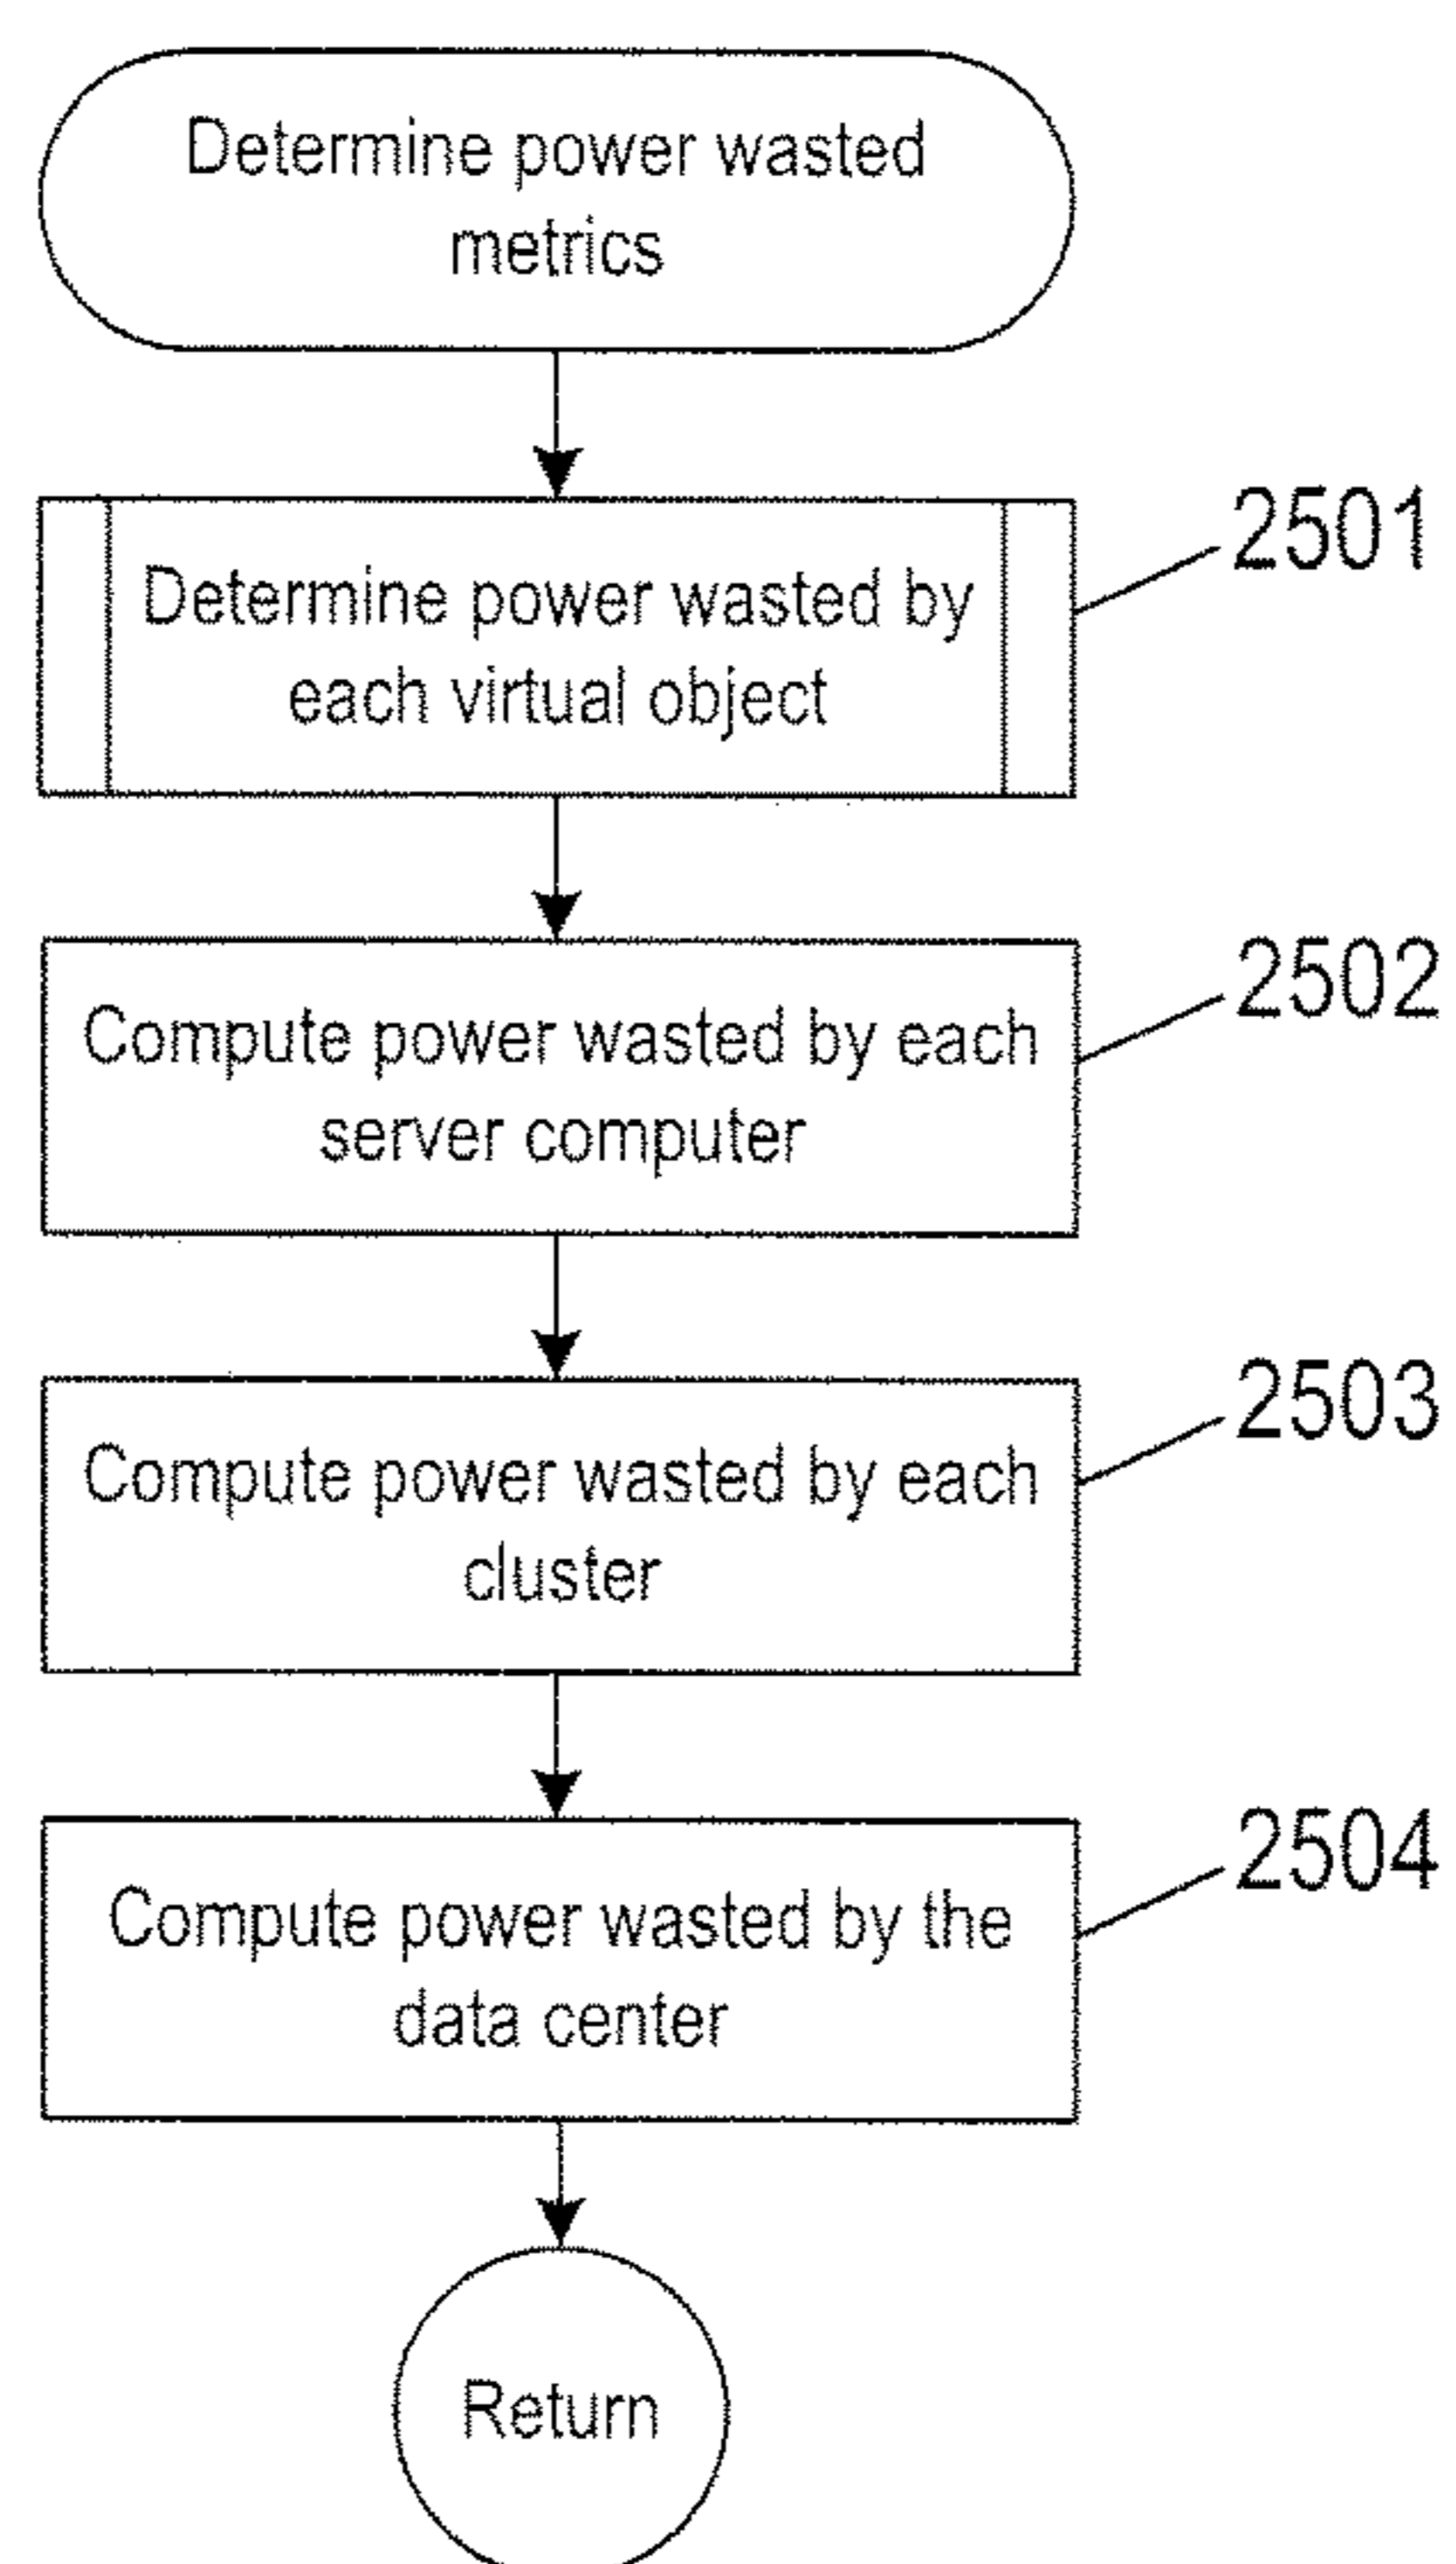 Determine power wasted
metrics
Determine power wasted by
each virtual object
2501
Compute power wasted by each
server computer
2502
Compute power wasted by each
cluster
2503
Compute power wasted by the
data center
2504
Return